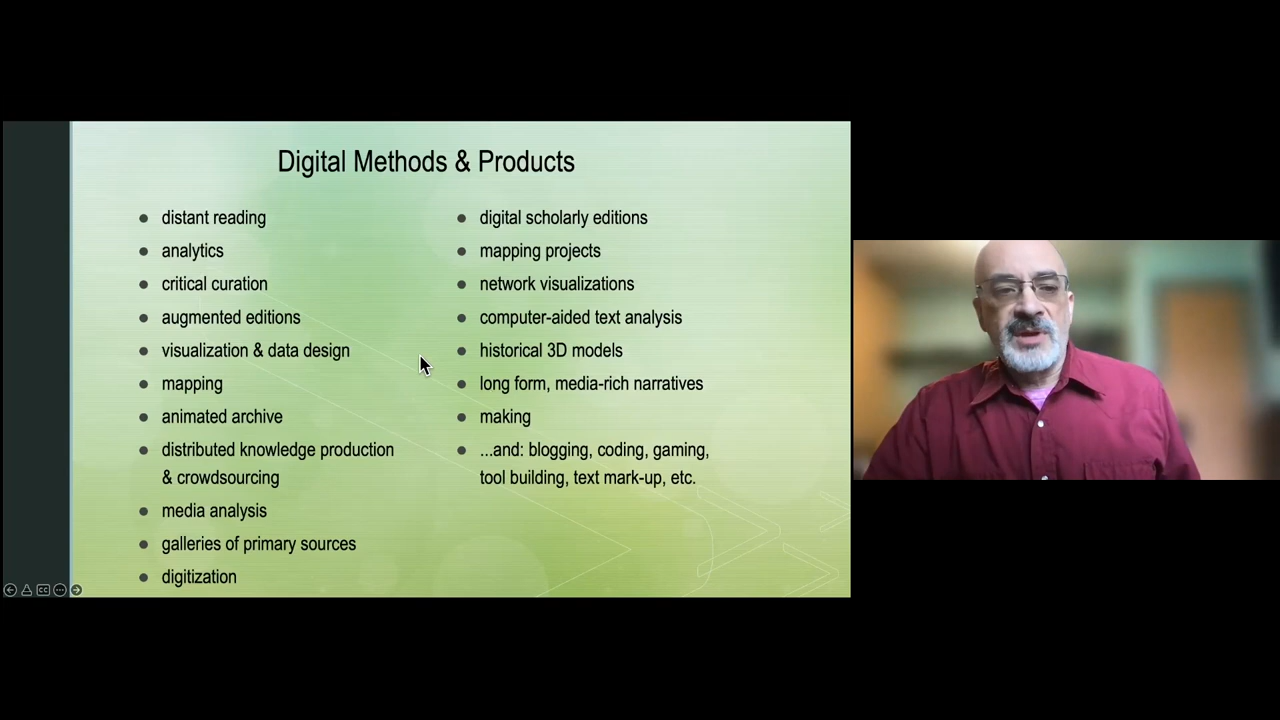 Digital Methods & Products
distant reading
analytics
critical curation
augmented editions
visualization & data design
mapping
animated archive
distributed knowledge production
& crowdsourcing
media analysis
galleries of primary sources
digitization
digital scholarly editions
mapping projects
network visualizations
computer-aided text analysis
historical 3D models
long form, media-rich narratives
making
...and: blogging, coding, gaming,
tool building, text mark-up, etc.
CC